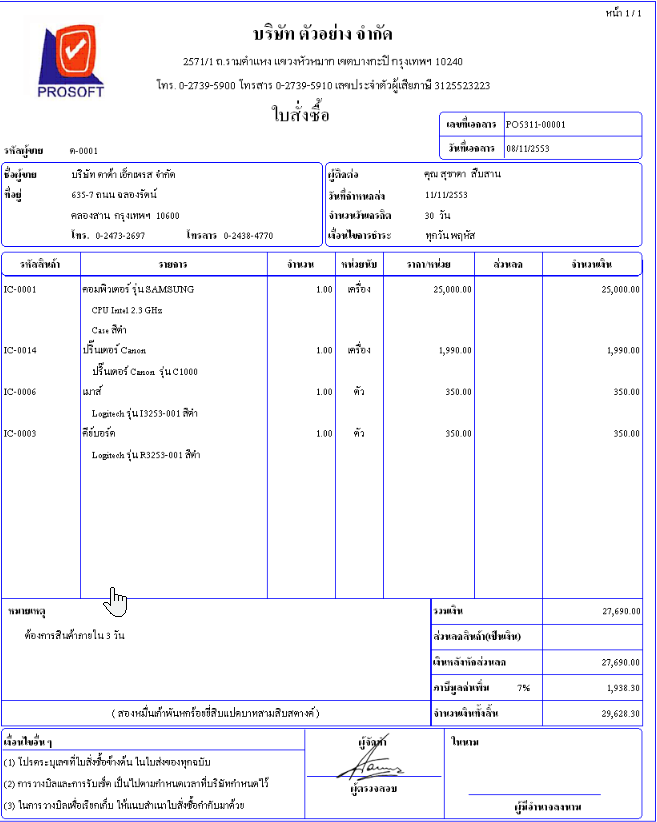 หน้า 1 / 1
PROSOFT
บริษัท ตัวอย่าง จำกัด
2571/1 ถ.รามคำแหง แขวงหัวหมาก เขตบางกะปิ กรุงเทพฯ 10240
โทร. 0-2739-5900 โทรสาร 0-2739-5910 เลขประจำตัวผู้เสียภาษี 3125523223
ใบสั่งซื้อ
เลขที่เอกสาร PO5311-00001
วันที่เอกสาร 08/11/2553
รหัสผู้ขาย ค-0001
ชื่อผู้ขาย บริษัท ดาต้า เอ็กเพรส จำกัด ผู้ติดต่อ คุณ สุชาดา สืบสาน
ที่อยู่ 635-7 ถนน ฉลองรัตน์ วันที่กำหนดส่ง 11/11/2553
คลองสาน กรุงเทพฯ 10600 จำนวนวันเครดิต 30 วัน
โทร. 0-2473-2697 โทรสาร 0-2438-4770 เงื่อนไขการชำระ ทุกวันพฤหัส
รหัสสินค้า รายการ จำนวน หน่วยนับ ราคา/หน่วย ส่วนลด จำนวนเงิน
IC-0001 คอมพิวเตอร์ รุ่น SAMSUNG 1.00 เครื่อง 25,000.00 25,000.00
CPU Intel 2.3 GHz
Case สีดำ
IC-0014 ปริ๊นเตอร์ Canon 1.00 เครื่อง 1,990.00 1,990.00
ปริ๊นเตอร์ Canon รุ่น C1000
IC-0006 เมาส์ 1.00 ตัว 350.00 350.00
Logitech รุ่น I3253-001 สีดำ
IC-0003 คีย์บอร์ด 1.00 ตัว 350.00 350.00
Logitech รุ่น R3253-001 สีดำ
หมายเหตุ รวมเงิน 27,690.00
ต้องการสินค้าภายใน 3 วัน ส่วนลดสินค้า(เป็นเงิน)
เงินหลังหักส่วนลด 27,690.00
ภาษีมูลค่าเพิ่ม 7% 1,938.30
( สองหมื่นเก้าพันหกร้อยยี่สิบแปดบาทสามสิบสตางค์ ) จำนวนเงินทั้งสิ้น 29,628.30
เงื่อนไขอื่น ๆ ผู้จัดทำ ในนาม
(1) โปรดระบุเลขที่ใบสั่งซื้อข้างต้น ในใบส่งของทุกฉบับ
(2) การวางบิลและการรับเช็ค เป็นไปตามกำหนดเวลาที่บริษัทกำหนดไว้ ผู้ตรวจสอบ
(3) ในการวางบิลเพื่อเรียกเก็บ ให้แนบสำเนาใบสั่งซื้อกำกับมาด้วย ผู้มีอำนาจลงนาม